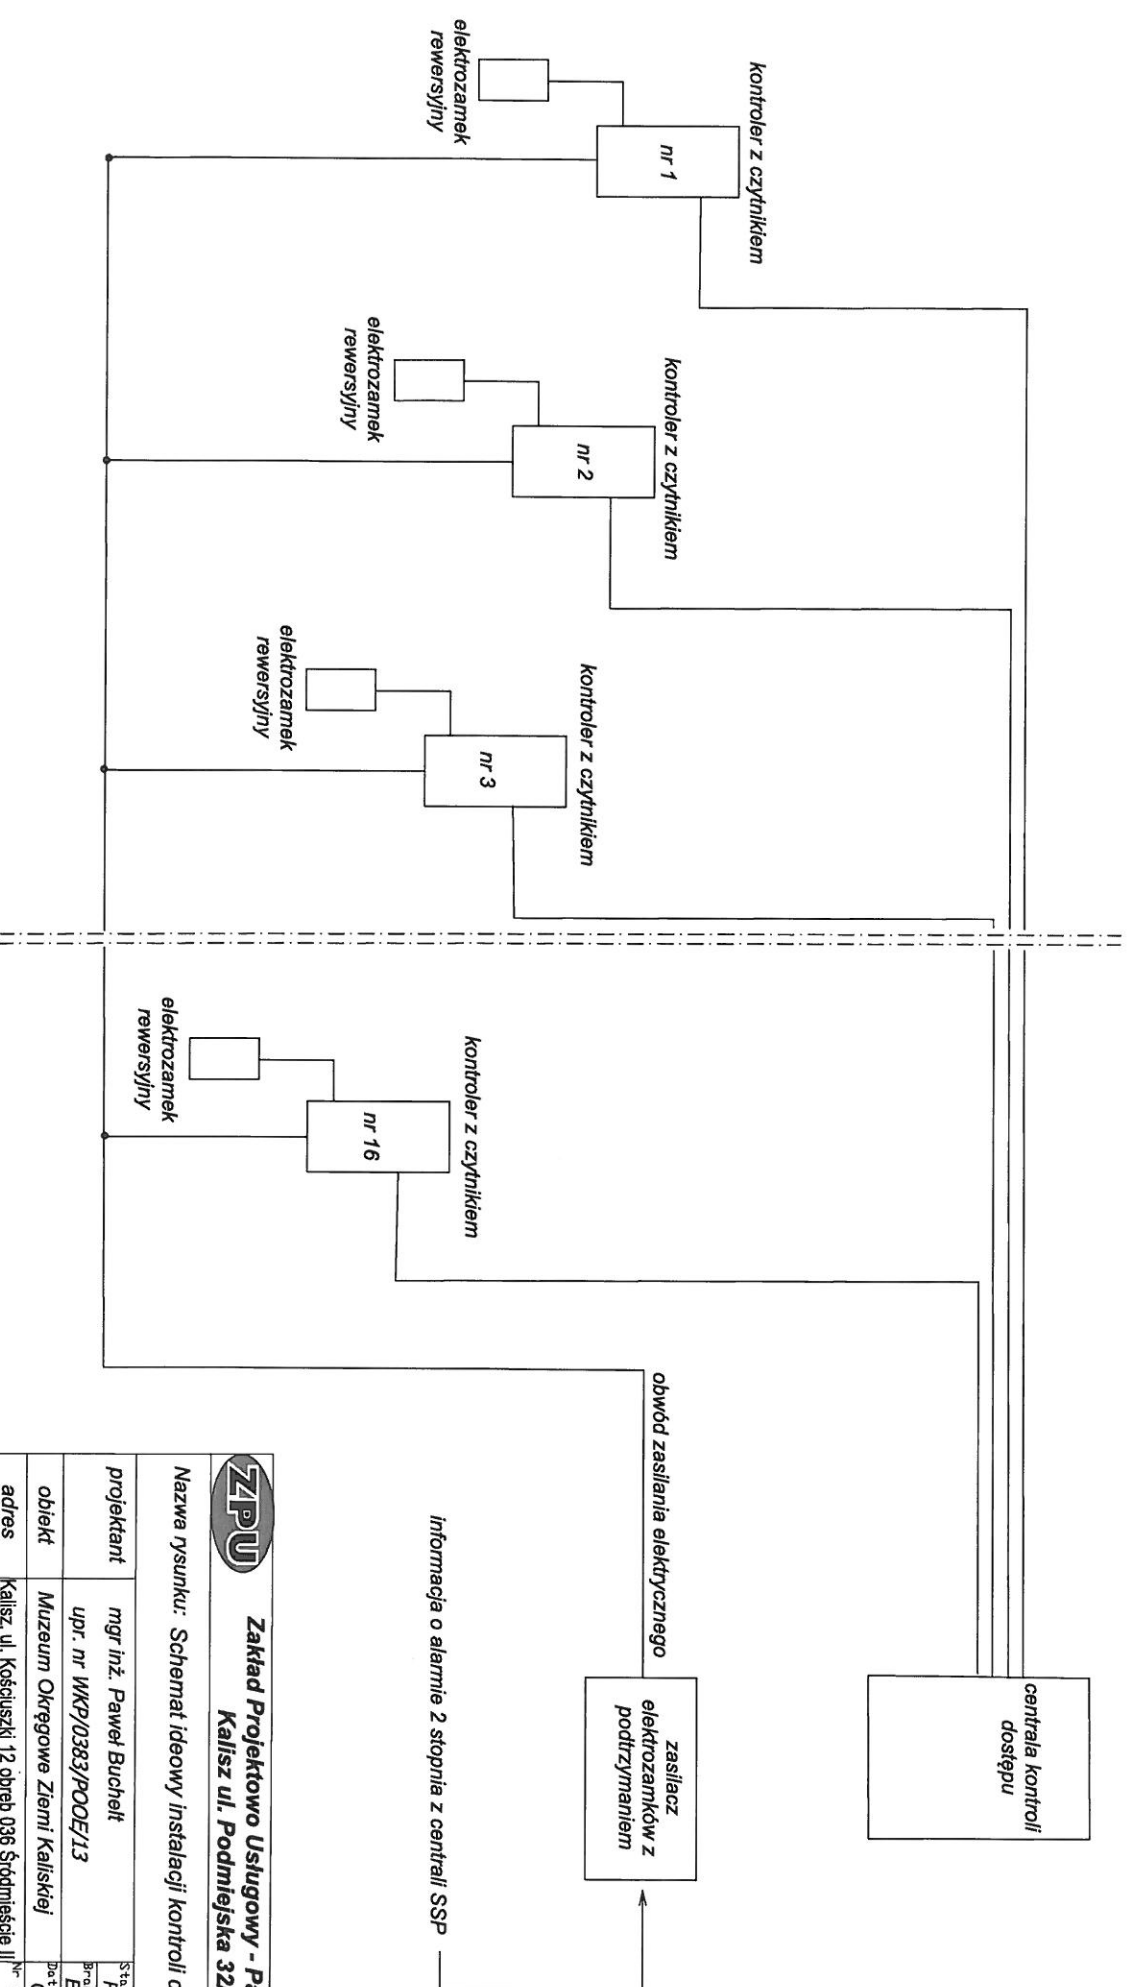 kontroler z czytnikiem
nr 1
elektrozamek
rewersyjny
kontroler z czytnikiem
nr 2
elektrozamek
rewersyjny
kontroler z czytnikiem
nr 3
elektrozamek
rewersyjny
kontroler z czytnikiem
nr 16
elektrozamek
rewersyjny
centrala kontroli
dostępu
obwód zasilania elektrycznego
zasilacz
elektrozamków z
podtrzymaniem
informacja o alarmie 2 stopnia z centrali SSP
ZPU
Zakład Projektowo Usługowy -
Kalisz ul. Podmiejska 32
Nazwa rysunku: Schemat ideowy instalacji kontroli
projektant mgr inż. Paweł Buchelt
upr. nr WKP/0383/POOE/13
obiekt Muzeum Okręgowe Ziemi Kaliskiej
adres Kalisz, ul. Kościuszki 12 obręb 036 Śródmieście II
Nr